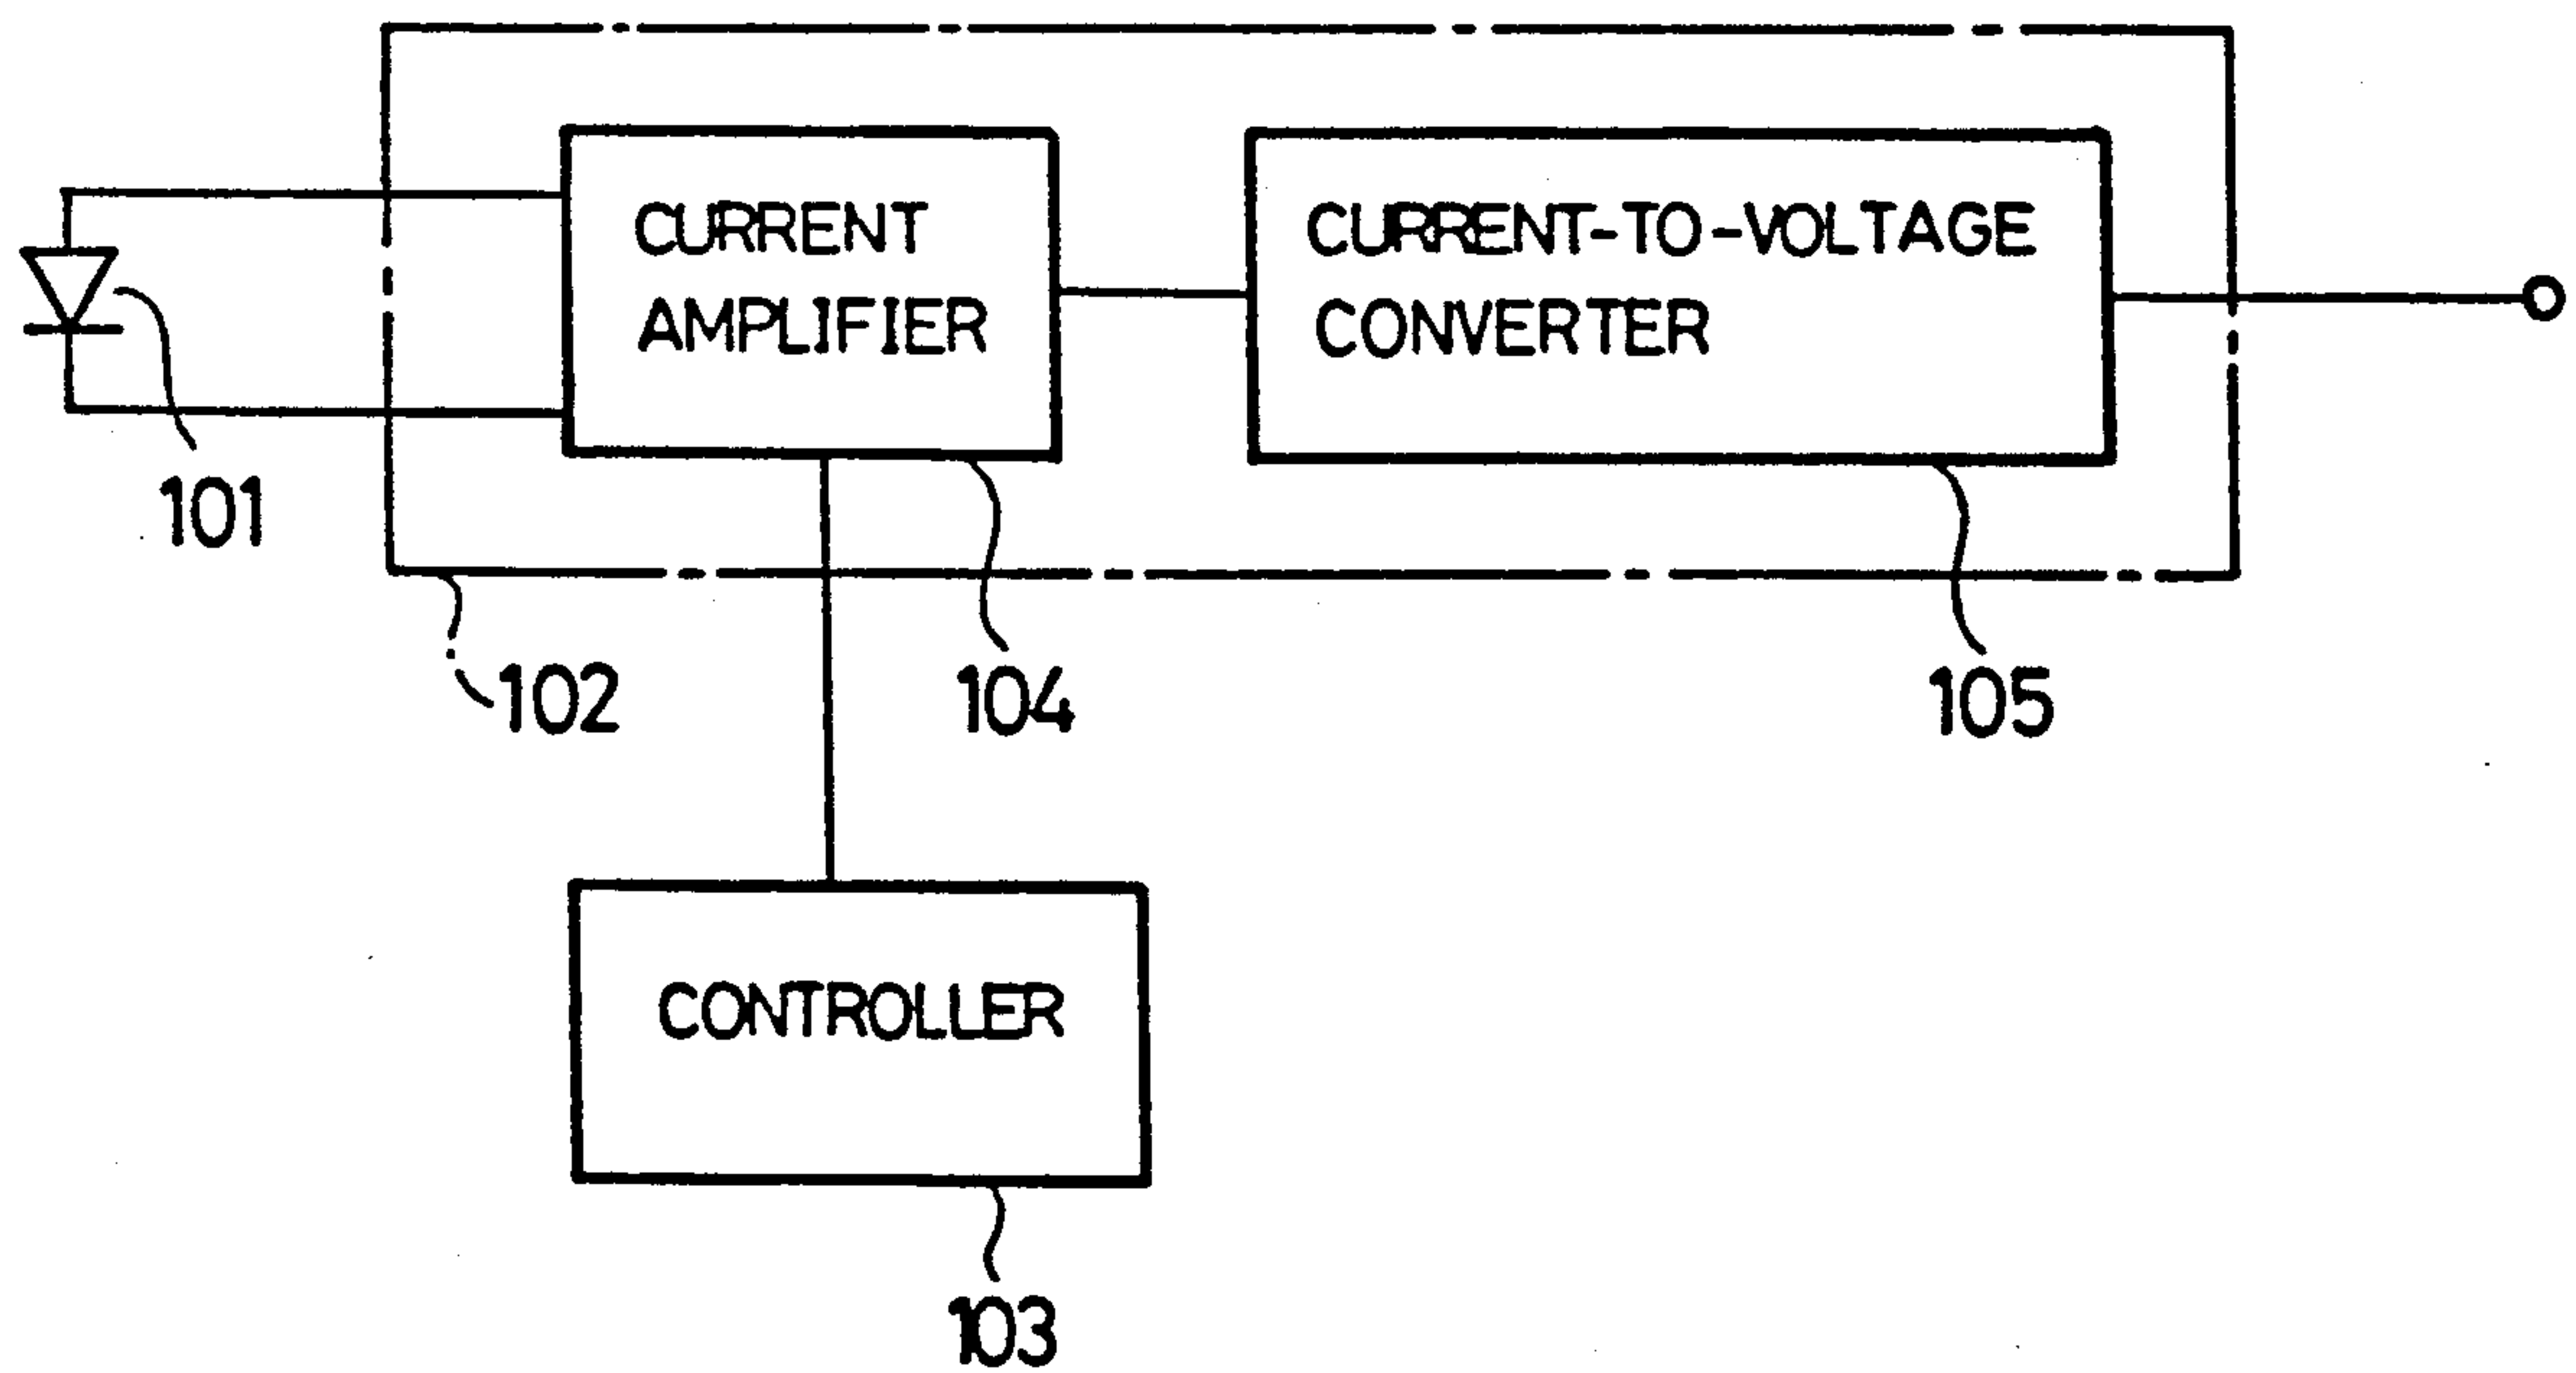 CURRENT
AMPLIFIER
CURRENT-TO-VOLTAGE
CONVERTER
101
102
104
105
CONTROLLER
103